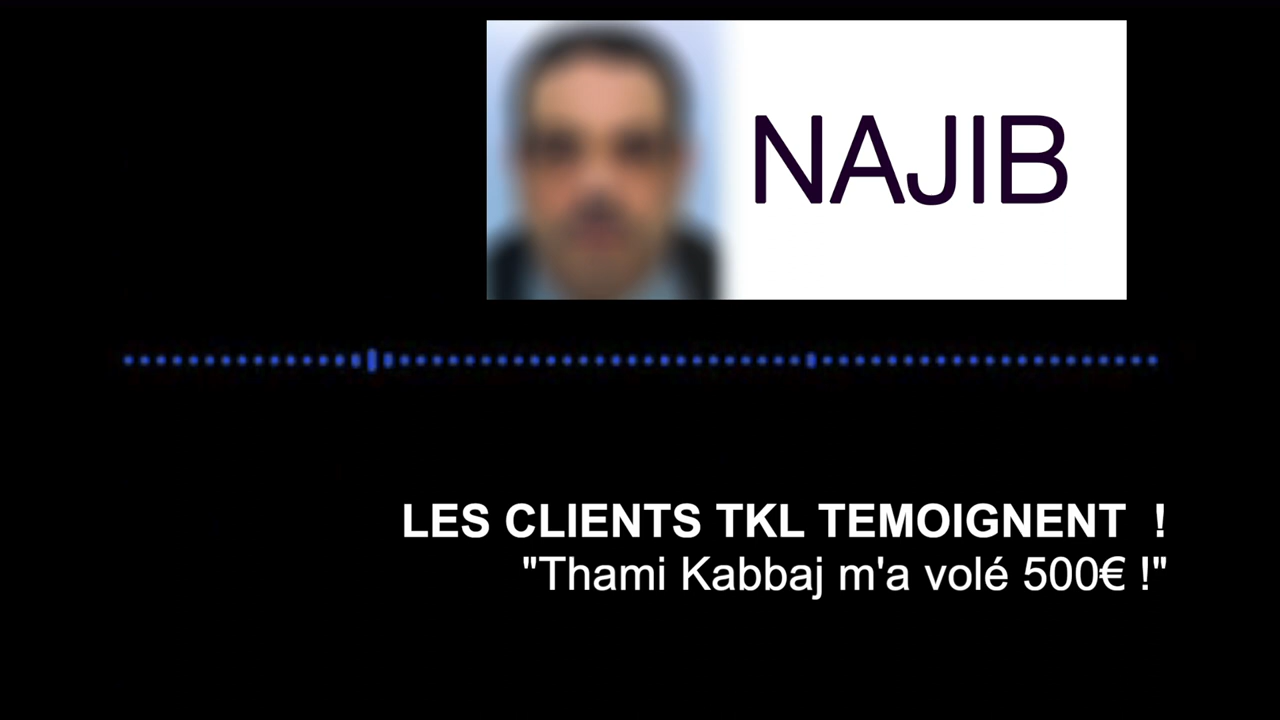 NAJIB
LES CLIENTS TKL TEMOIGNENT !
"Thami Kabbaj m'a volé 500€ !"